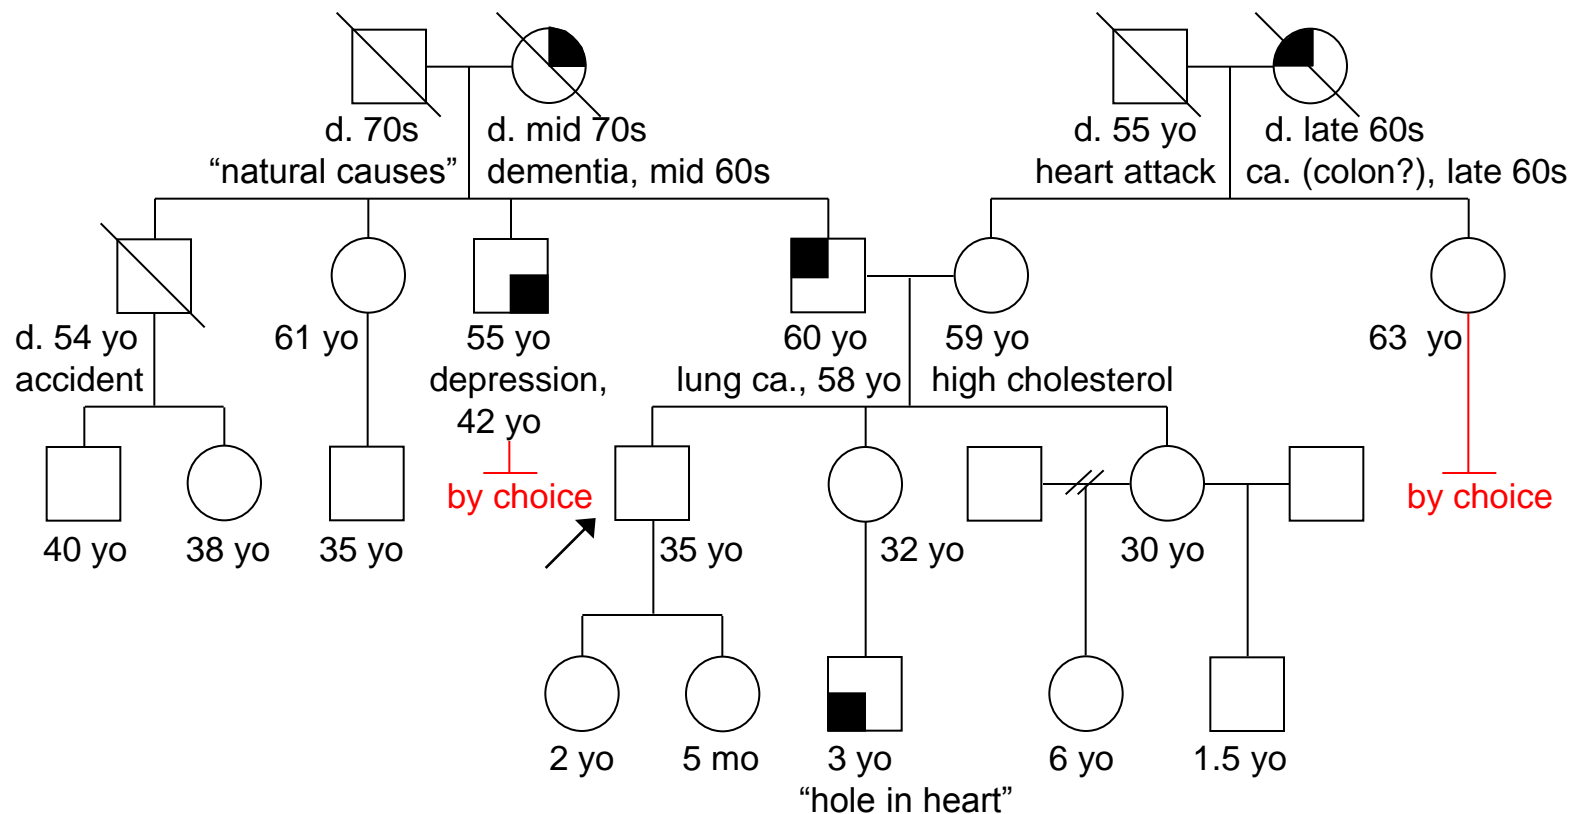 d. 70s
“natural causes”
d. mid 70s
dementia, mid 60s
d. 55 yo
heart attack
d. late 60s
ca. (colon?), late 60s
d. 54 yo
accident
61 yo
55 yo
depression,
42 yo
by choice
60 yo
lung ca., 58 yo
59 yo
high cholesterol
63 yo
by choice
40 yo
38 yo
35 yo
35 yo
32 yo
30 yo
2 yo
5 mo
3 yo
“hole in heart”
6 yo
1.5 yo